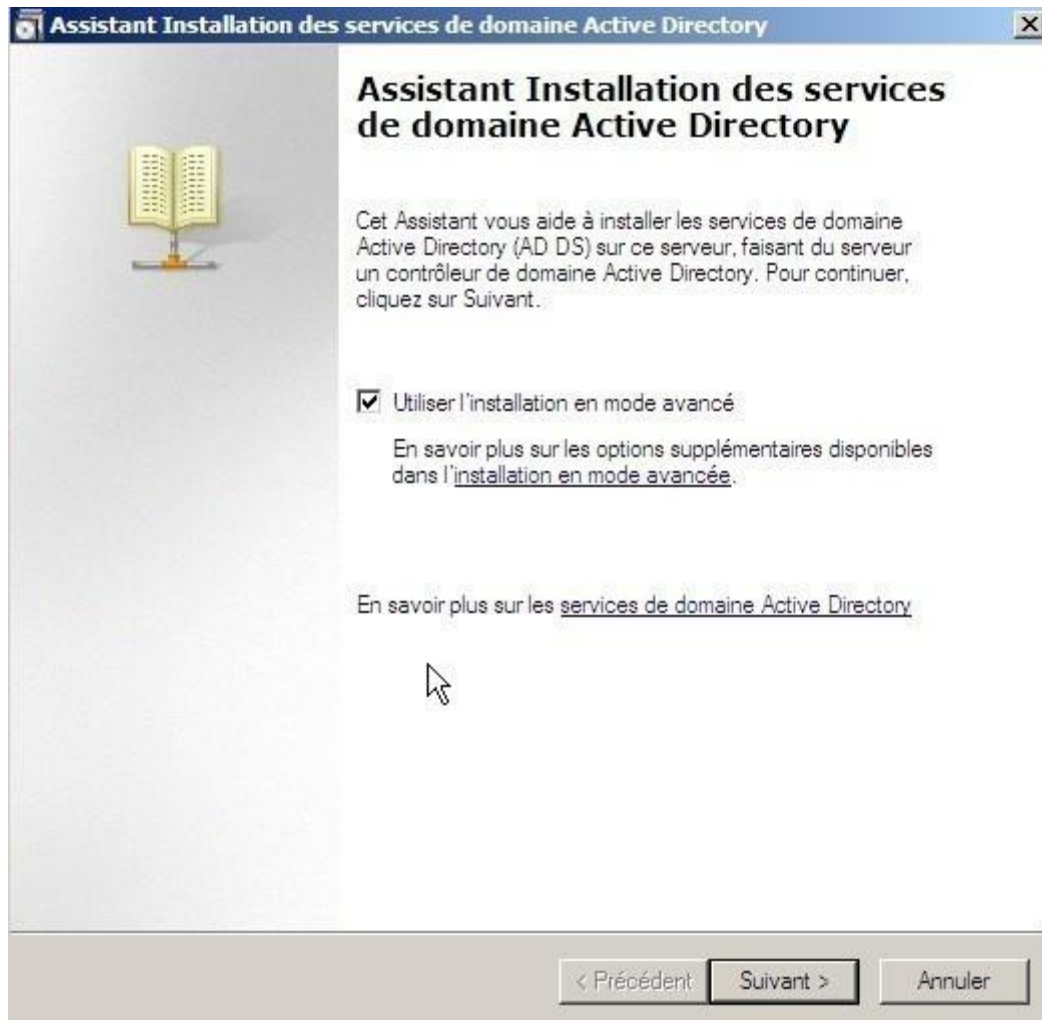 Assistant Installation des services de domaine Active Directory
Assistant Installation des services
de domaine Active Directory
Cet Assistant vous aide à installer les services de domaine
Active Directory (AD DS) sur ce serveur, faisant du serveur
un contrôleur de domaine Active Directory. Pour continuer,
cliquez sur Suivant.
Utiliser l'installation en mode avancé
En savoir plus sur les options supplémentaires disponibles
dans l'installation en mode avancée.
En savoir plus sur les services de domaine Active Directory
< Précédent Suivant > Annuler